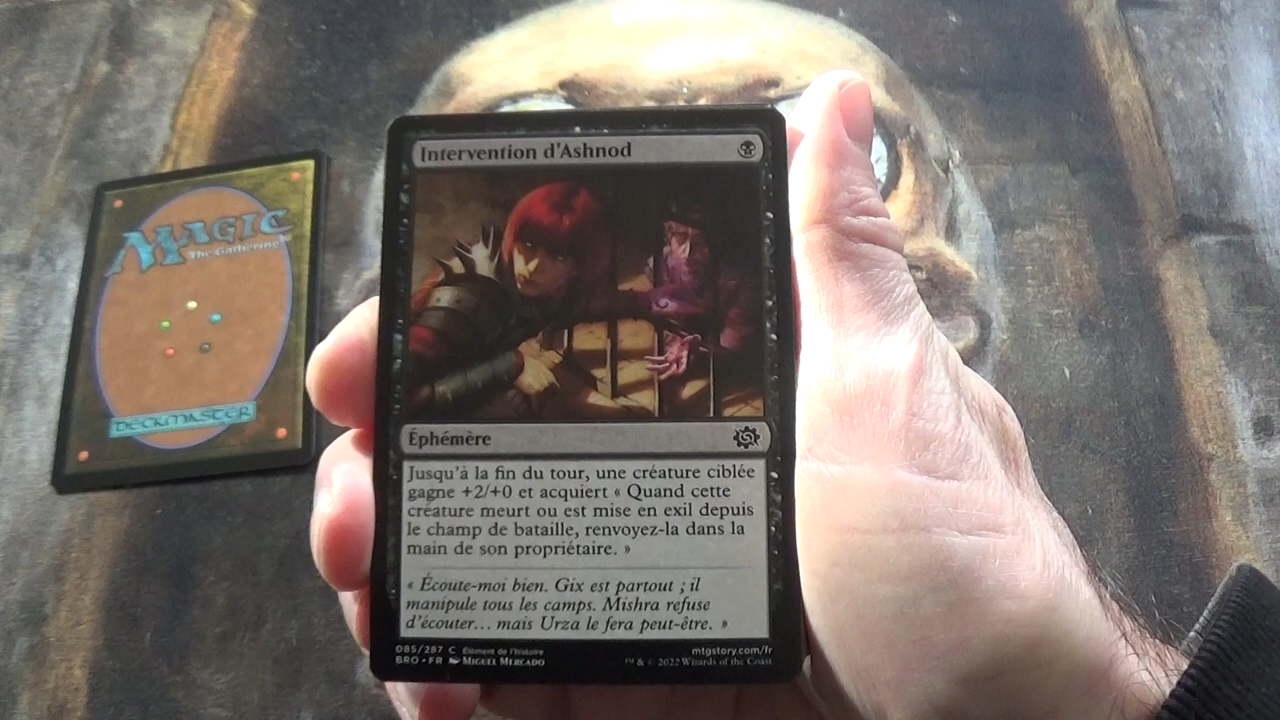 MAGIC
The Gathering
DECKMASTER
Intervention d'Ashnod
Éphémère
Jusqu'à la fin du tour, une créature ciblée
gagne +2/+0 et acquiert « Quand cette
créature meurt ou est mise en exil depuis
le champ de bataille, renvoyez-la dans la
main de son propriétaire. »
« Écoute-moi bien. Gix est partout ; il
manipule tous les camps. Mishra refuse
d'écouter… mais Urza le fera peut-être. »
085/287 C Élément de l'histoire
BRO • FR Miguel Mercado
mtgstory.com/fr
™ & © 2022 Wizards of the Coast